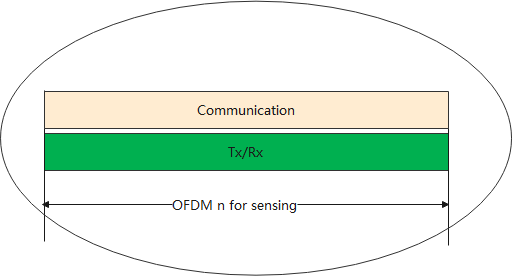 Communication
Tx/Rx
OFDM n for sensing